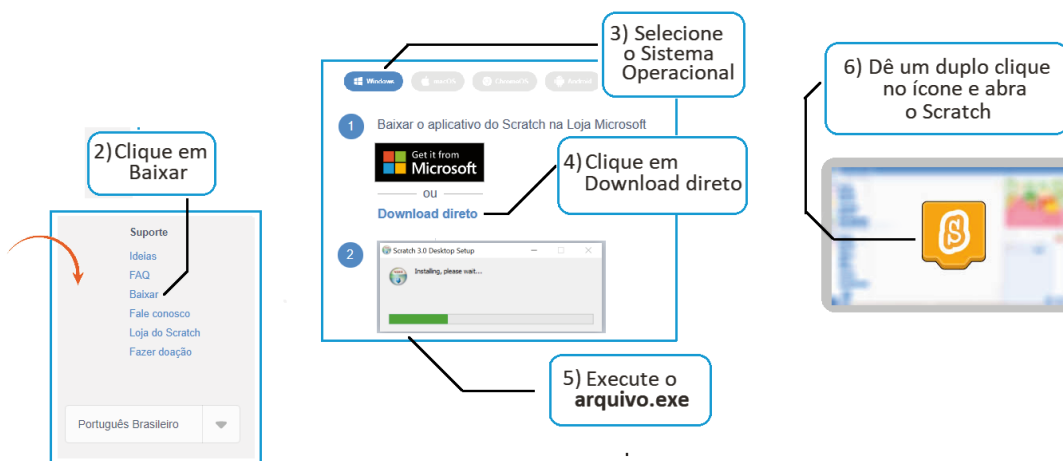 2) Clique em
Baixar
Suporte
Ideias
FAQ
Baixar
Fale conosco
Loja do Scratch
Fazer doação
Português Brasileiro
3) Selecione
o Sistema
Operacional
Windows
macOS
ChromeOS
Android
1
Baixar o aplicativo do Scratch na Loja Microsoft
Get it from
Microsoft
ou
Download direto
4) Clique em
Download direto
2
Scratch 3.0 Desktop Setup
Installing, please wait...
5) Execute o
arquivo.exe
6) Dê um duplo clique
no ícone e abra
o Scratch
S